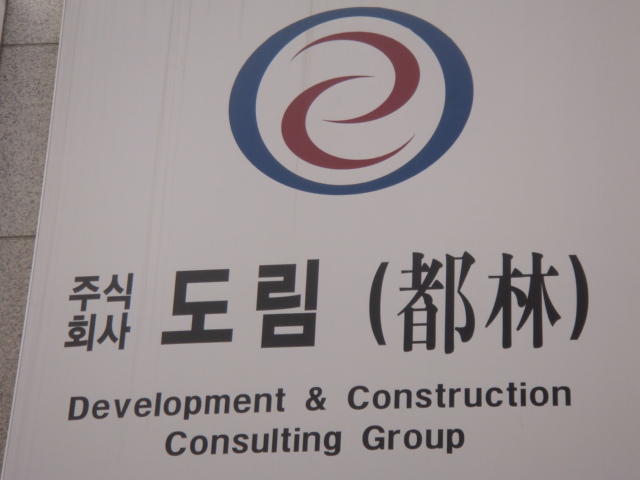 주식회사 도림 (都林)
Development & Construction
Consulting Group